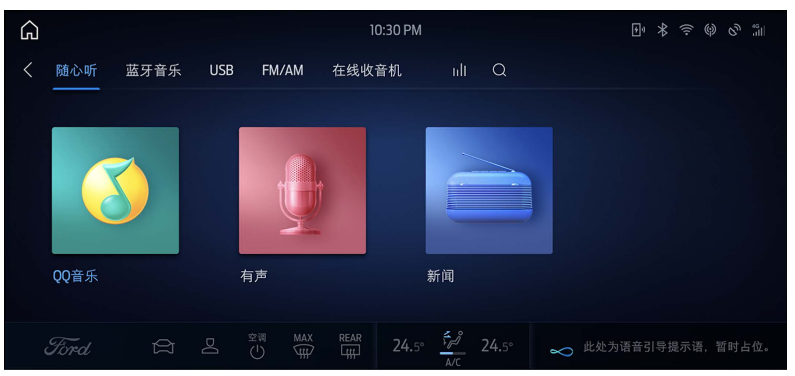 10:30 PM
4G
随心听 蓝牙音乐 USB FM/AM 在线收音机
QQ音乐 有声 新闻
Ford 空调 MAX REAR 24.5° A/C 24.5° 此处为语音引导提示语，暂时占位。